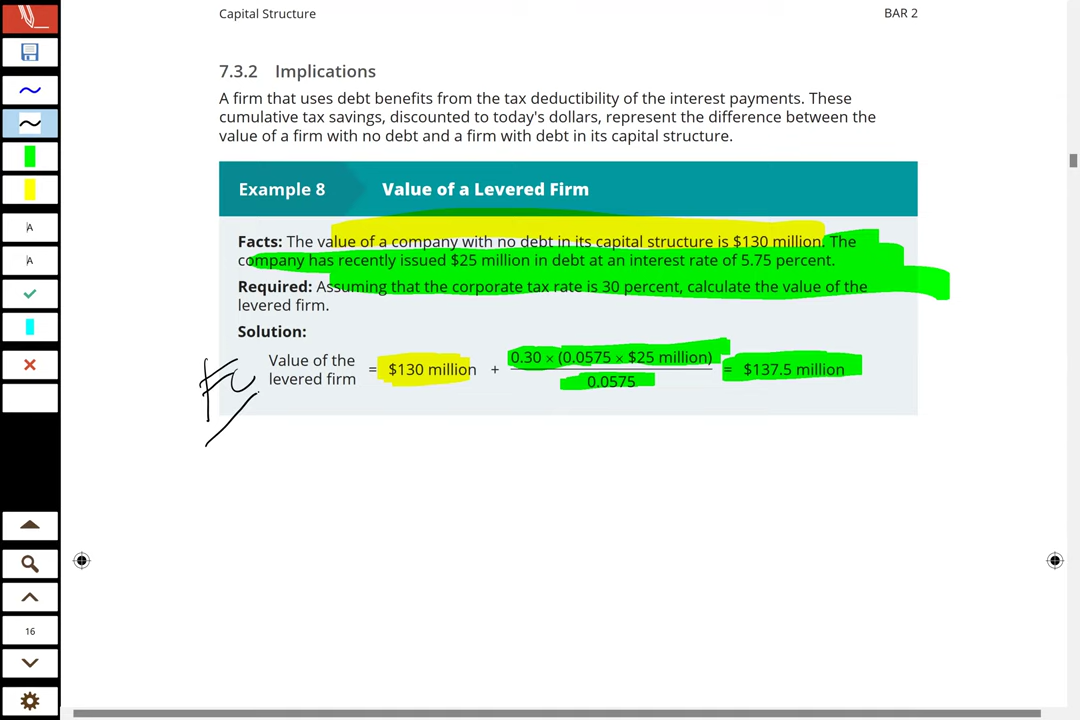 Capital Structure
BAR 2
7.3.2 Implications
A firm that uses debt benefits from the tax deductibility of the interest payments. These
cumulative tax savings, discounted to today's dollars, represent the difference between the
value of a firm with no debt and a firm with debt in its capital structure.
Example 8
Value of a Levered Firm
Facts: The value of a company with no debt in its capital structure is $130 million. The
company has recently issued $25 million in debt at an interest rate of 5.75 percent.
Required: Assuming that the corporate tax rate is 30 percent, calculate the value of the
levered firm.
Solution:
Value of the
levered firm
= $130 million +
0.30 × (0.0575 × $25 million)
0.0575
= $137.5 million
A
A
16